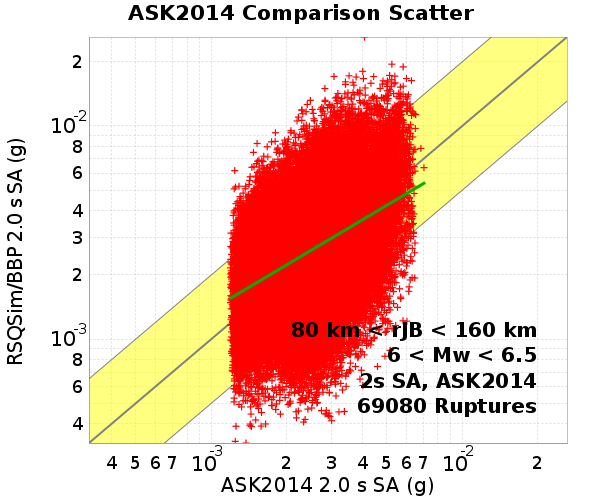 ASK2014 Comparison Scatter
RSQSim/BBP 2.0 s SA (g)
2
10⁻²
8
6
4
3
2
10⁻³
8
6
4
80 km < rJB < 160 km
6 < Mw < 6.5
2s SA, ASK2014
69080 Ruptures
4 5 6 7 10⁻³ 2 3 4 5 6 7 10⁻² 2
ASK2014 2.0 s SA (g)